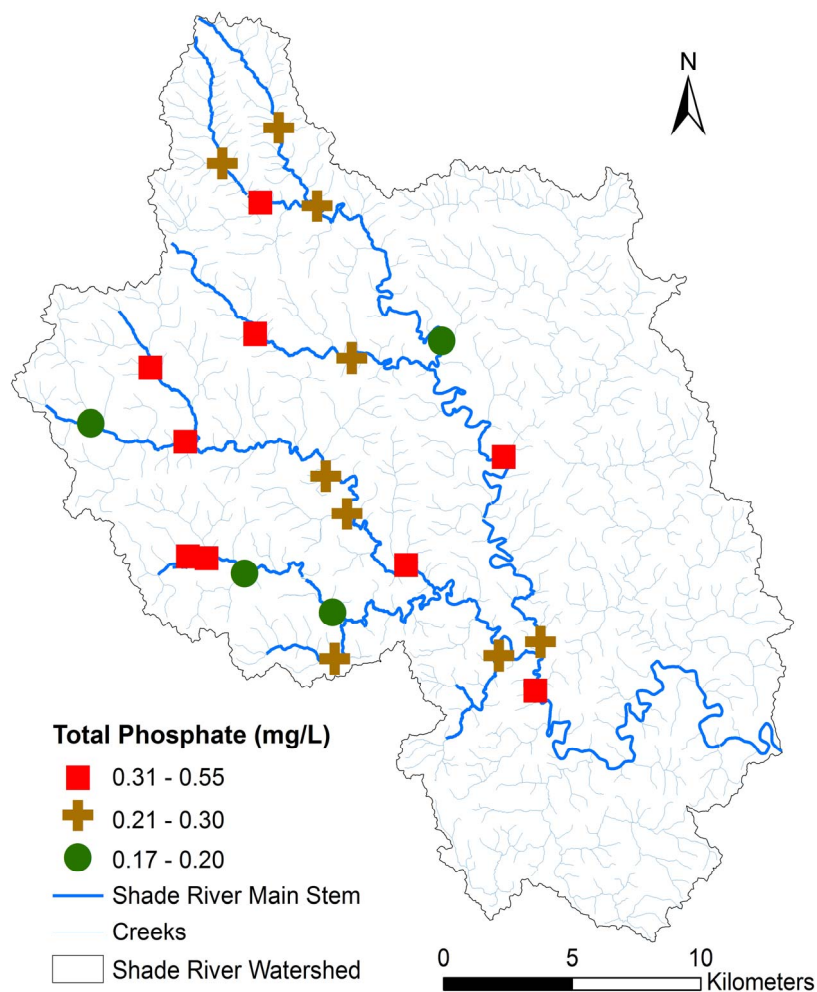 N
Total Phosphate (mg/L)
0.31 - 0.55
0.21 - 0.30
0.17 - 0.20
Shade River Main Stem
Creeks
Shade River Watershed
0 5 10
Kilometers